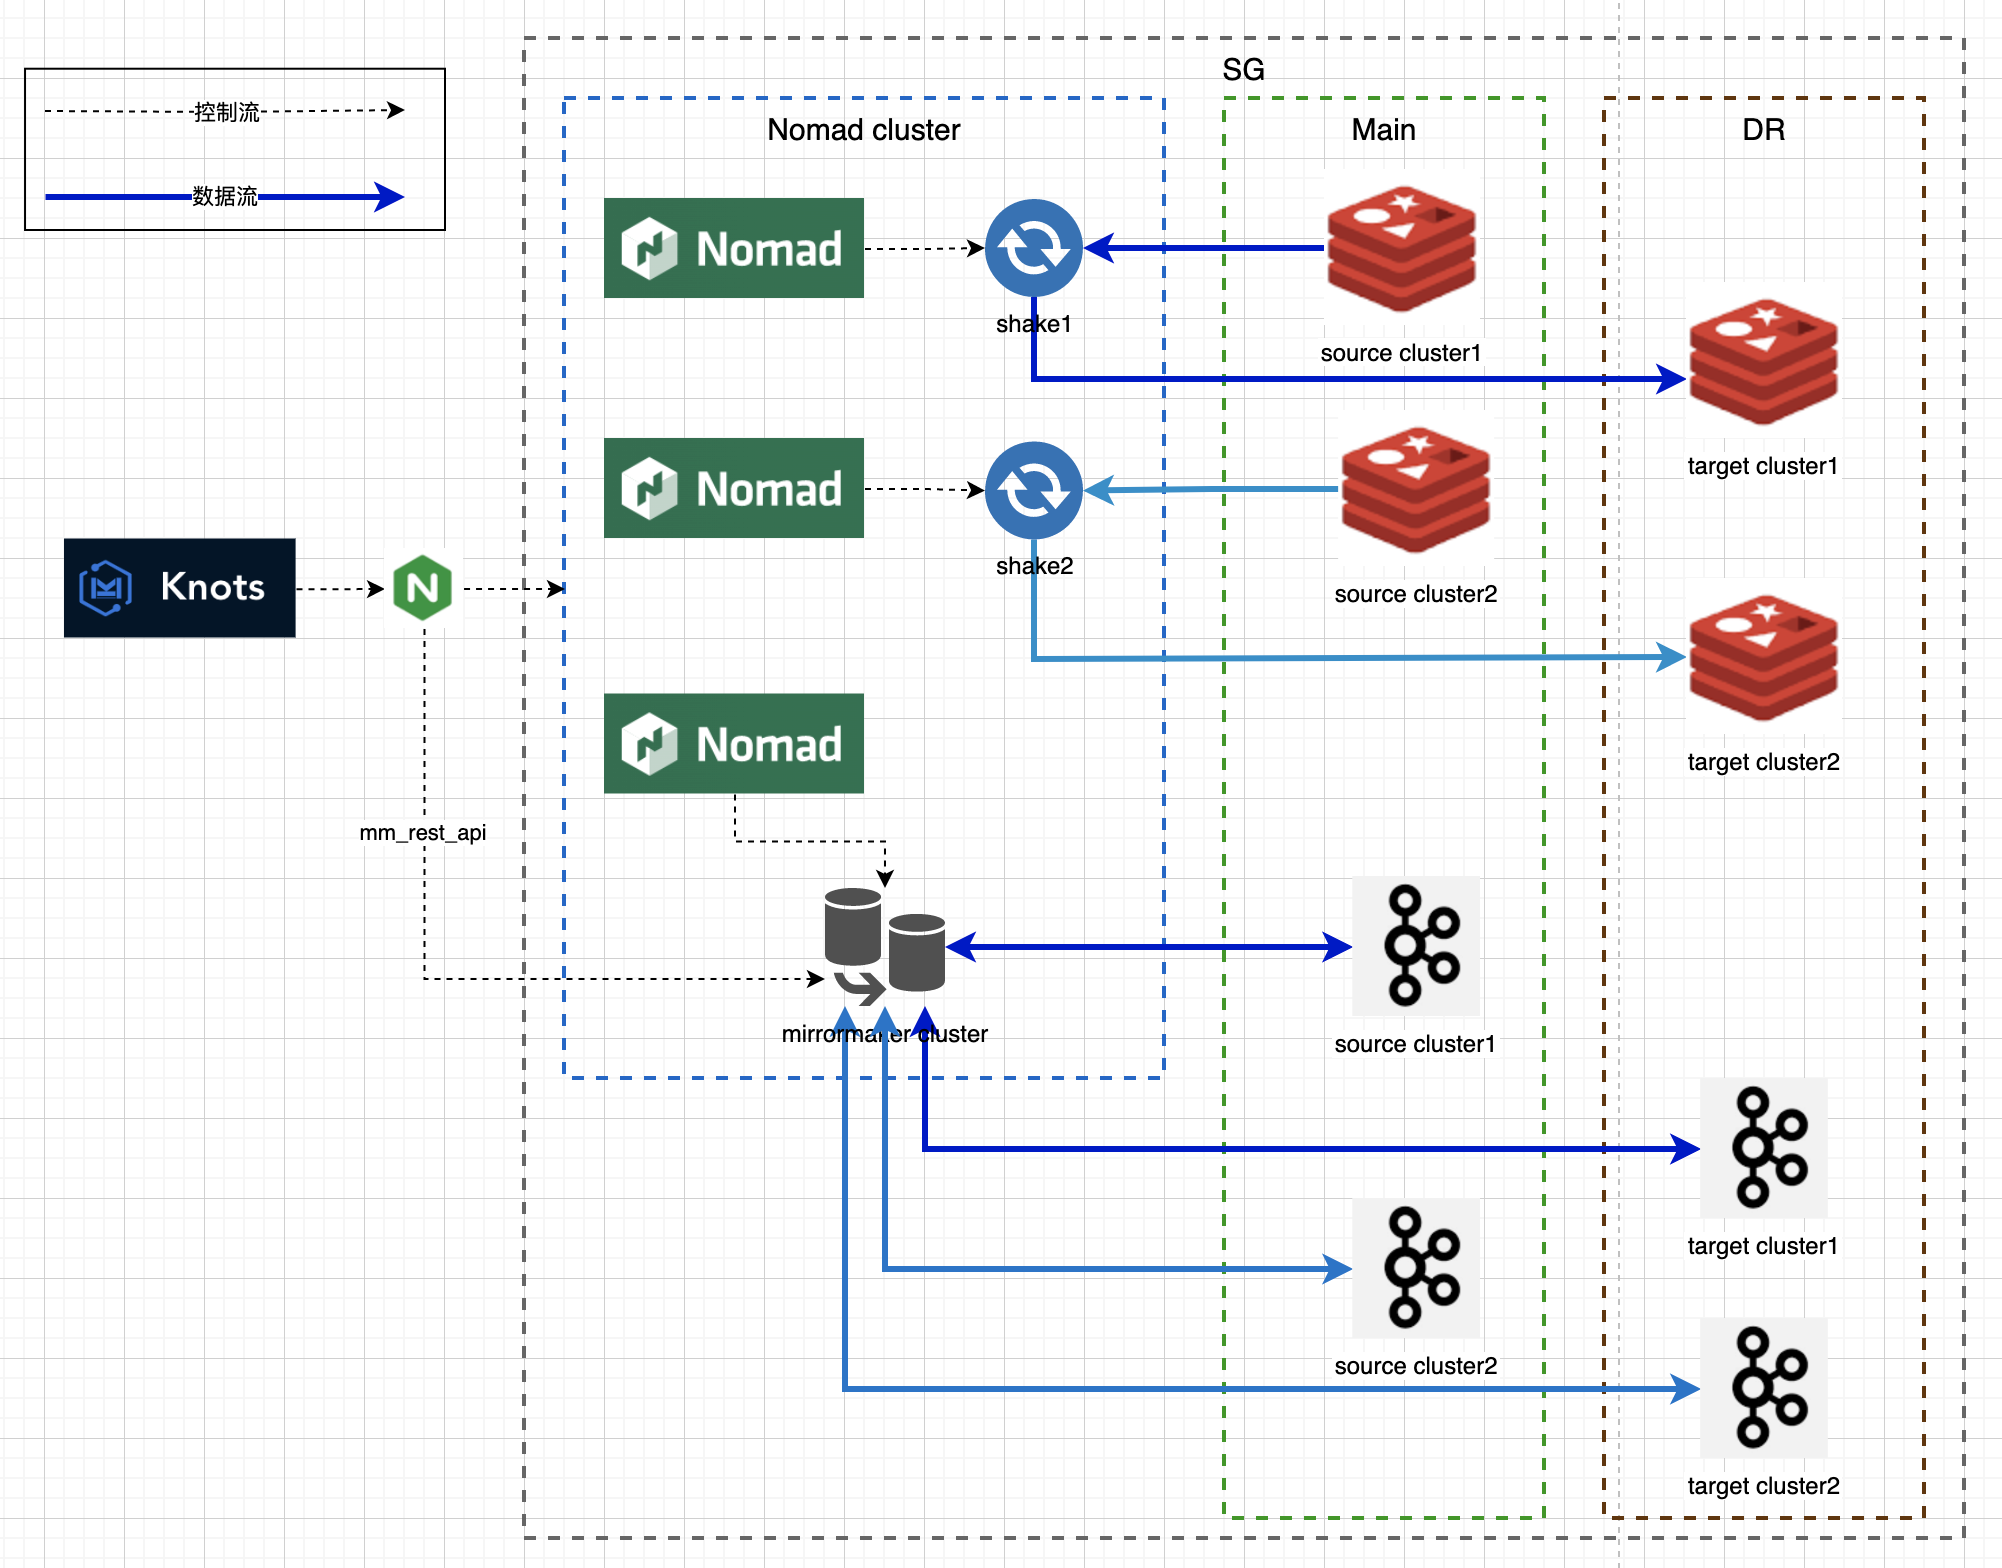 控制流
数据流
SG
Nomad cluster
Main
DR
Nomad
shake1
source cluster1
target cluster1
Nomad
shake2
source cluster2
target cluster2
Knots
N
Nomad
mm_rest_api
mirrormaker cluster
source cluster1
target cluster1
source cluster2
target cluster2